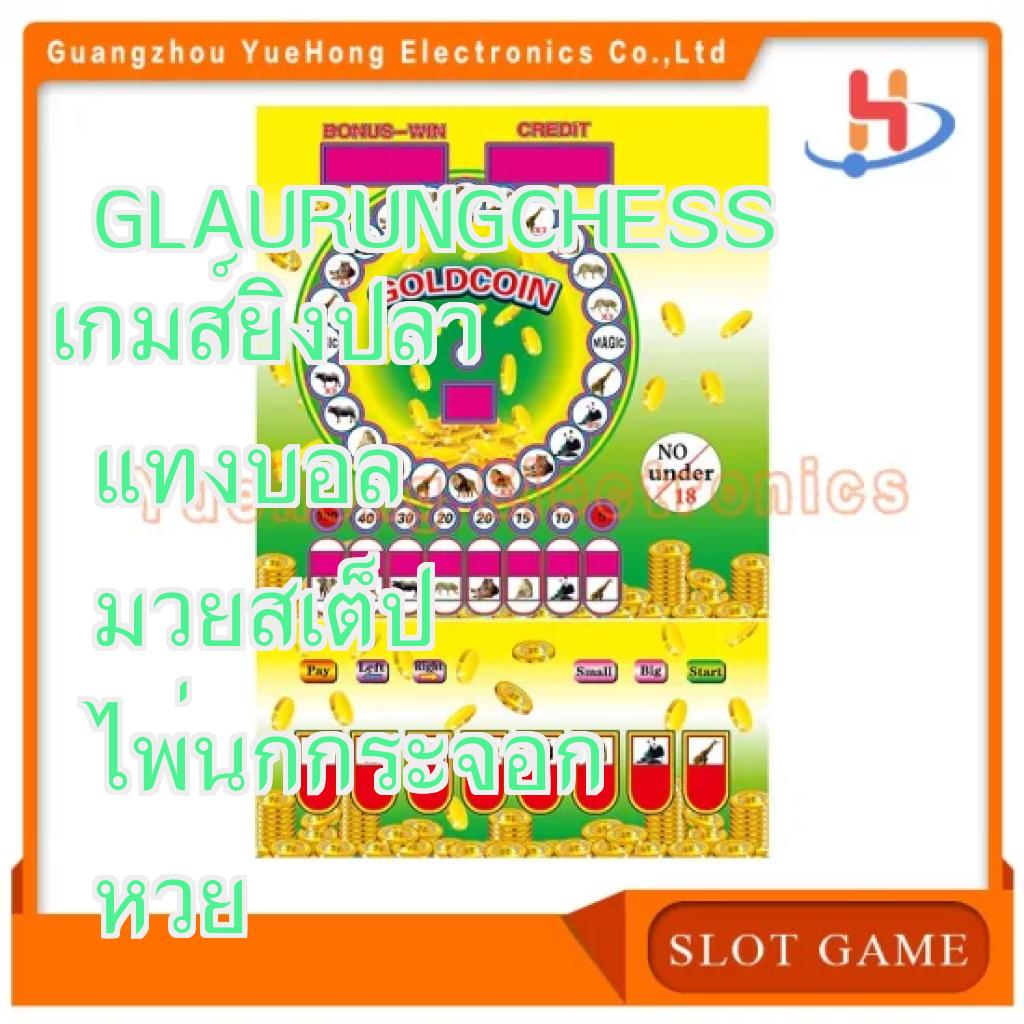 Guangzhou YueHong Electronics Co.,Ltd
BONUS-WIN CREDIT
GLAURUNGCHESS
GOLDCOIN
เกมส์ยิงปลา
MAGIC
แทงบอล
NO
under
18
YueHong electronics
40 30 20 20 15 10 5
มวยสเต็ป
Pay Left Right Small Big Start
ไพ่นกกระจอก
หวย
SLOT GAME